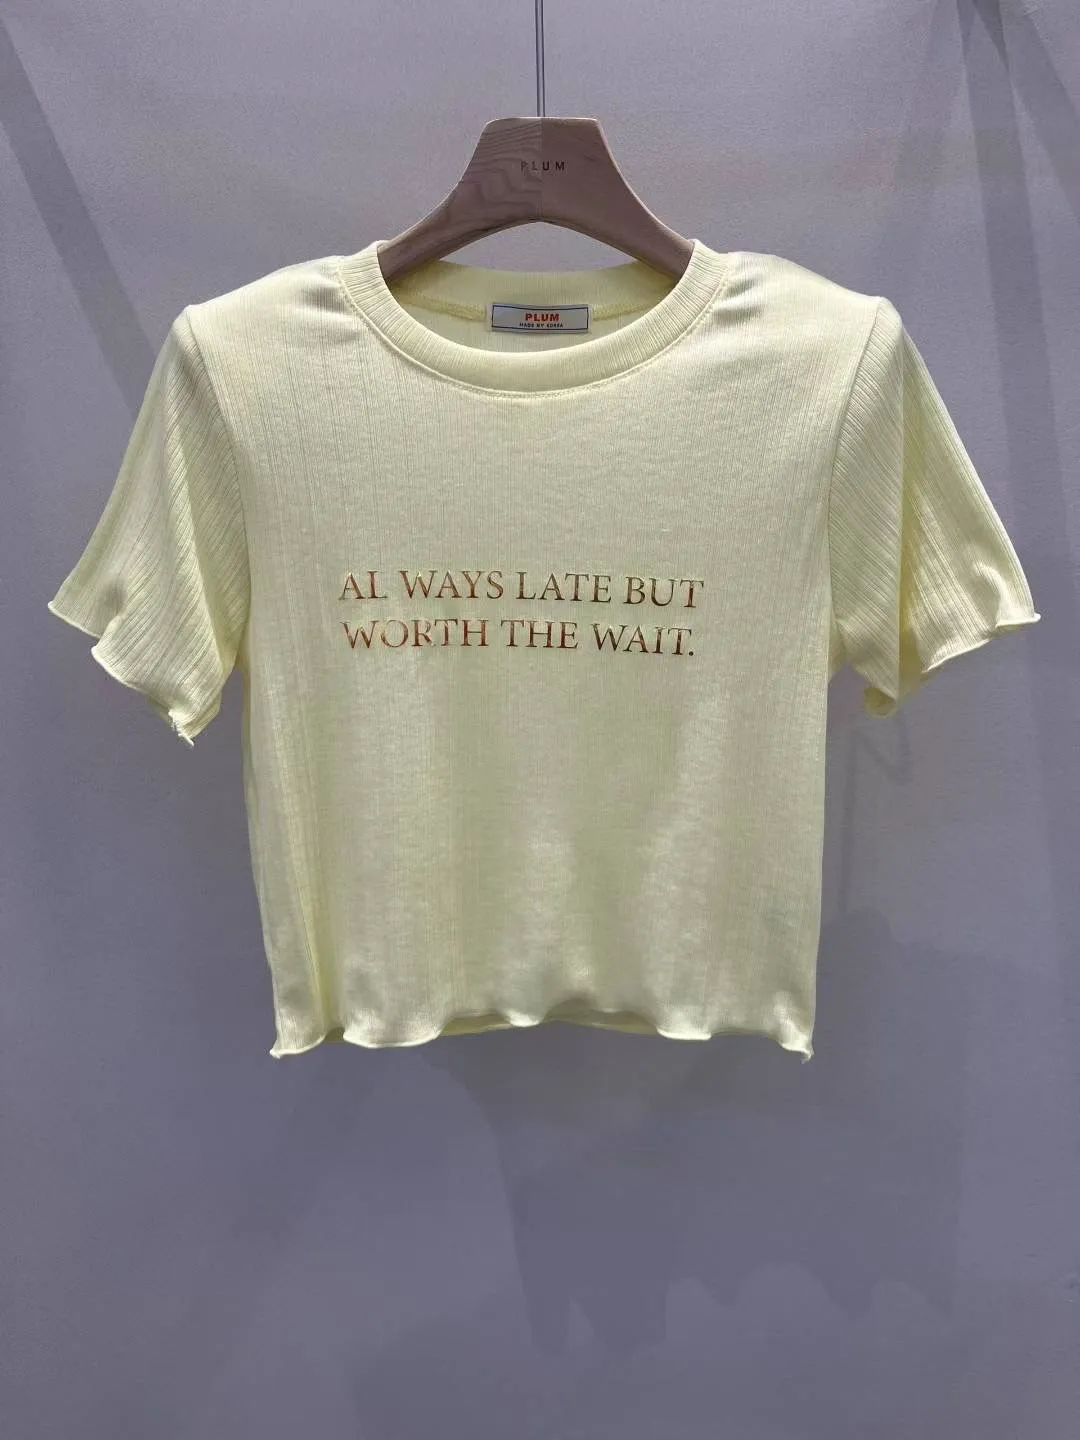 PLUM
PLUM
MADE BY KOREA
AL WAYS LATE BUT
WORTH THE WAIT.